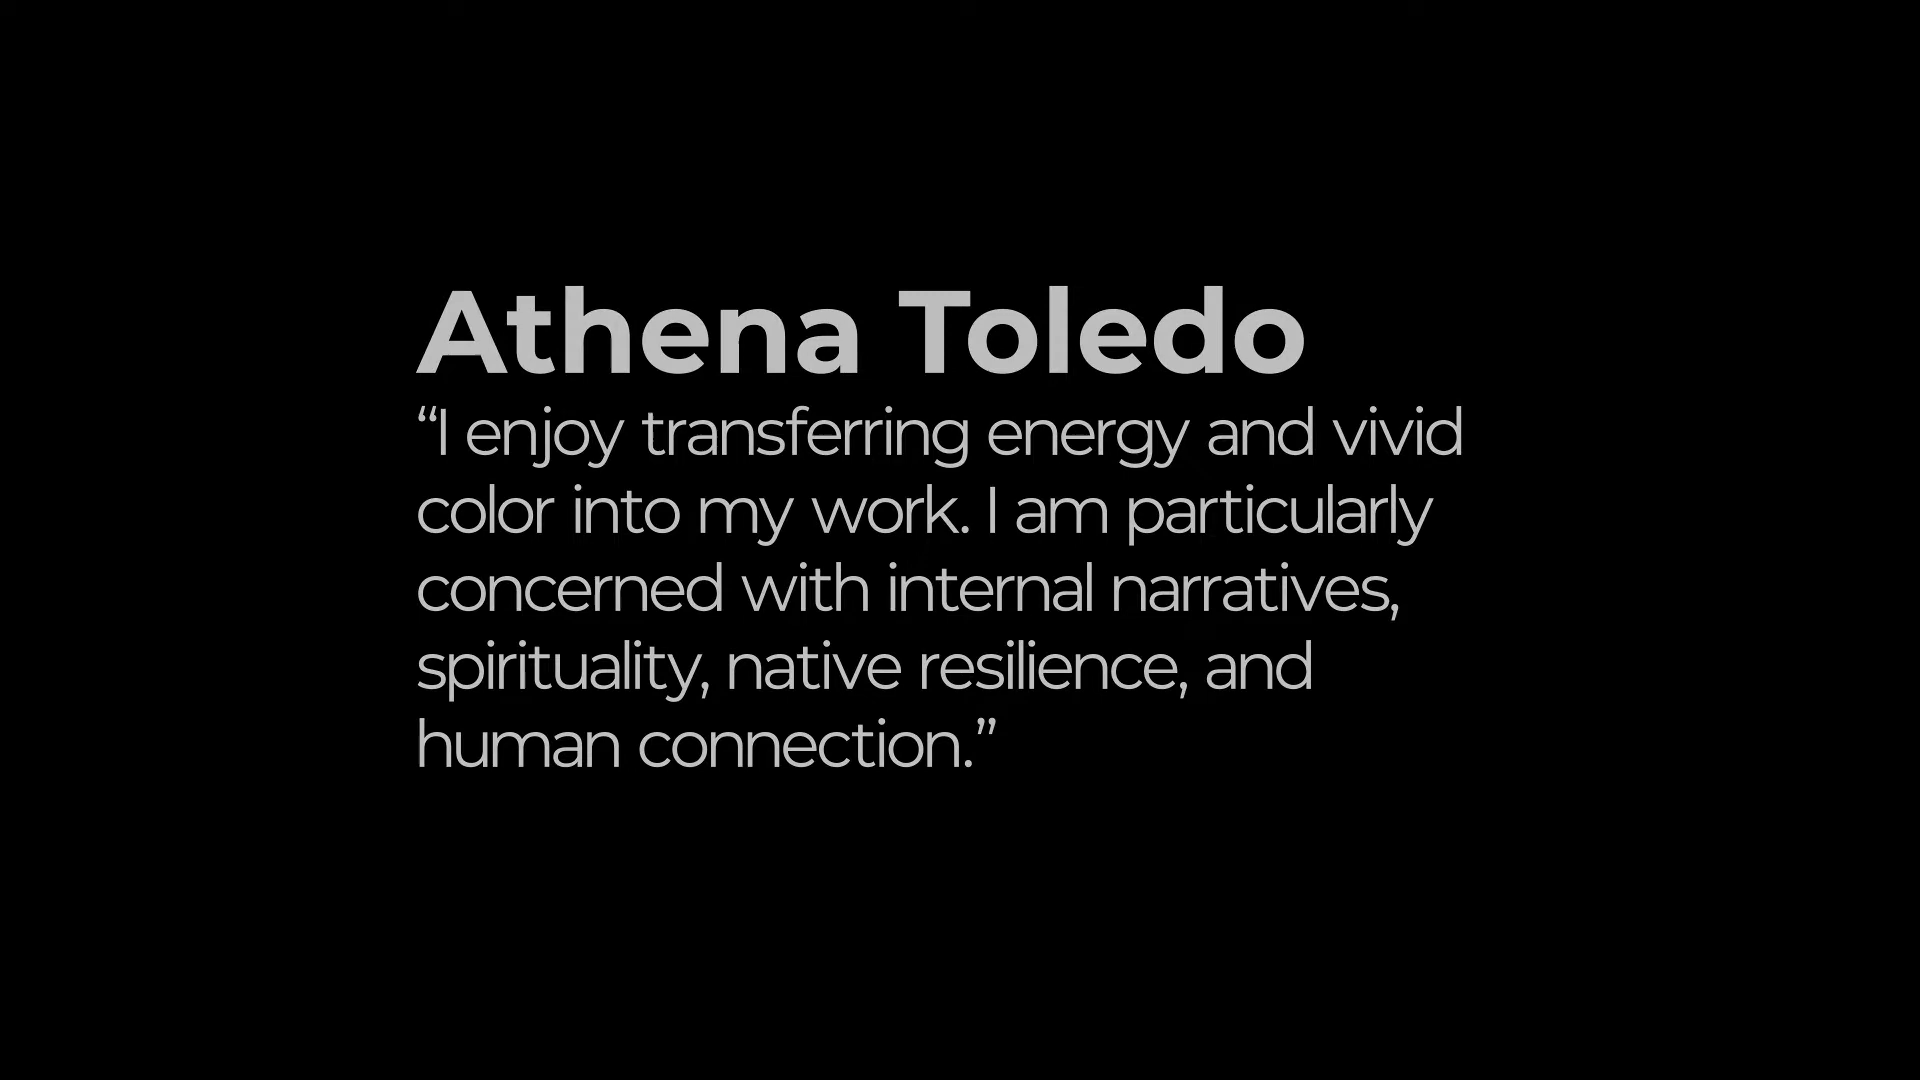 Athena Toledo
“I enjoy transferring energy and vivid
color into my work. I am particularly
concerned with internal narratives,
spirituality, native resilience, and
human connection.”